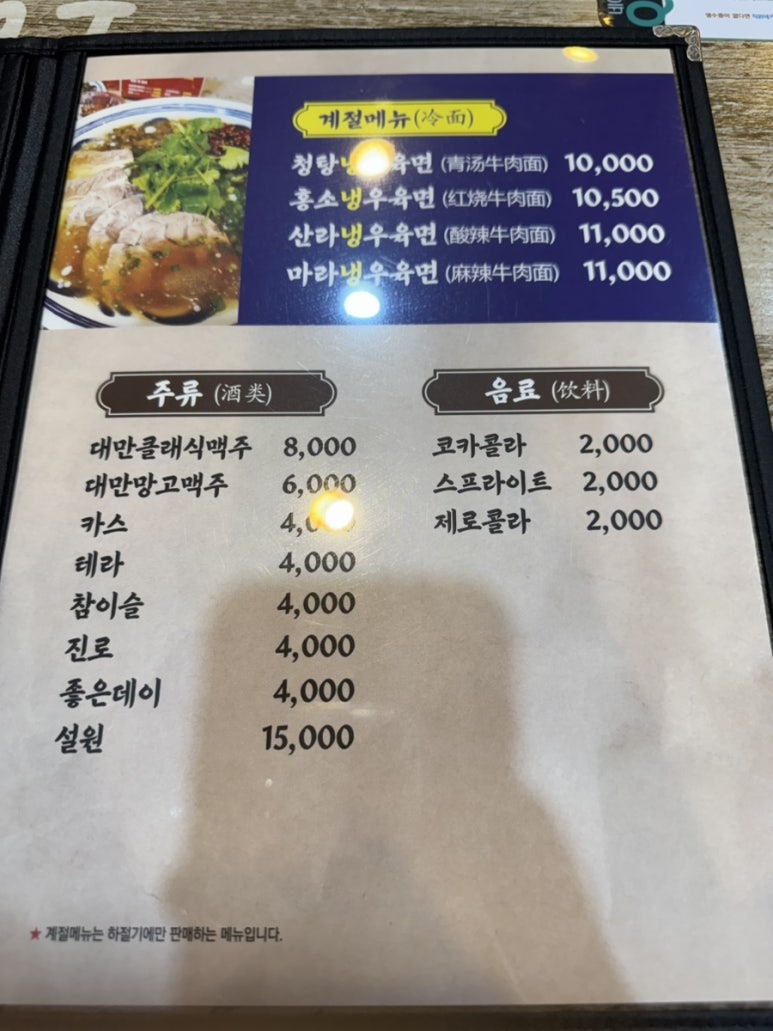 계절메뉴(冷面)
청탕냉우육면 (青汤牛肉面) 10,000
홍소냉우육면 (红烧牛肉面) 10,500
산라냉우육면 (酸辣牛肉面) 11,000
마라냉우육면 (麻辣牛肉面) 11,000
주류 (酒类)
대만클래식맥주 8,000
대만망고맥주 6,000
카스
테라 4,000
참이슬 4,000
진로 4,000
좋은데이 4,000
설원 15,000
음료 (饮料)
코카콜라 2,000
스프라이트 2,000
제로콜라 2,000
★ 계절메뉴는 하절기에만 판매하는 메뉴입니다.